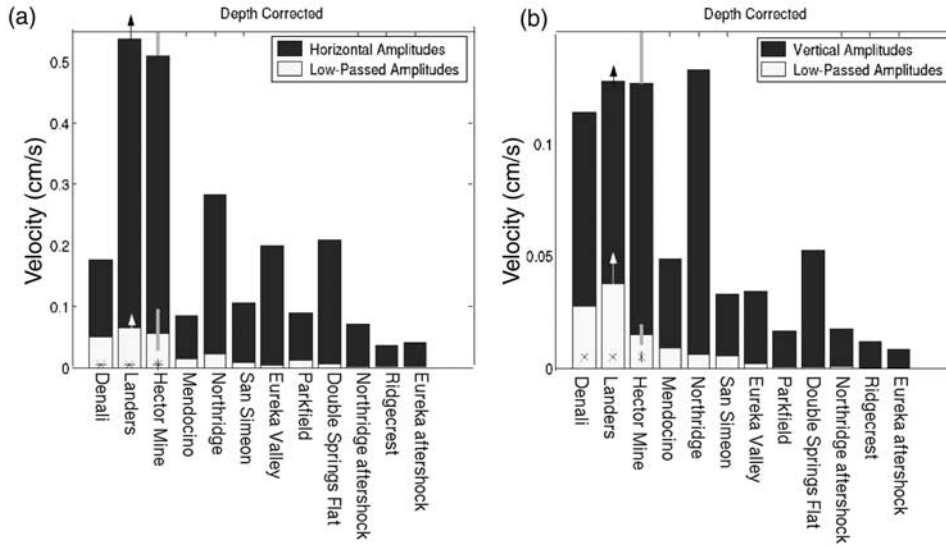 (a)
Depth Corrected
Horizontal Amplitudes
Low-Passed Amplitudes
Velocity (cm/s)
0.5
0.4
0.3
0.2
0.1
0
Denali
Landers
Hector Mine
Mendocino
Northridge
San Simeon
Eureka Valley
Parkfield
Double Springs Flat
Northridge aftershock
Ridgecrest
Eureka aftershock
(b)
Depth Corrected
Vertical Amplitudes
Low-Passed Amplitudes
Velocity (cm/s)
0.1
0.05
0
Denali
Landers
Hector Mine
Mendocino
Northridge
San Simeon
Eureka Valley
Parkfield
Double Springs Flat
Northridge aftershock
Ridgecrest
Eureka aftershock